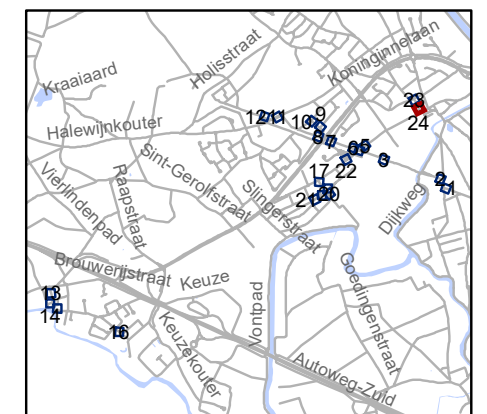 Koninginnelaan
Holisstraat
Kraaiaard
23
24
12
11
10
9
Halewijnkouter
8
7
6
5
3
22
Sint-Gerolfstraat
17
2
1
Vierlindenpad
Raapstraat
Slingerstraat
21
20
Dijkweg
Brouwerijstraat
Keuze
Goedingenstraat
13
14
Vontpad
16
Keuzekouter
Autoweg-Zuid